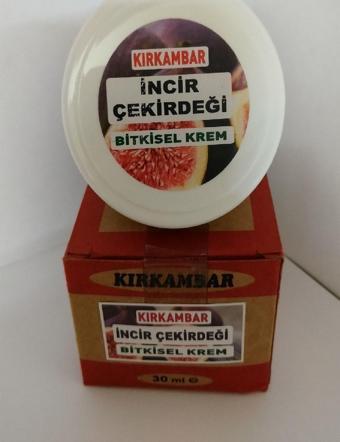 KIRKAMBAR
İNCİR
ÇEKİRDEĞİ
BİTKİSEL KREM
KIRKAMBAR
KIRKAMBAR
İNCİR ÇEKİRDEĞİ
BİTKİSEL KREM
30 ml ℮